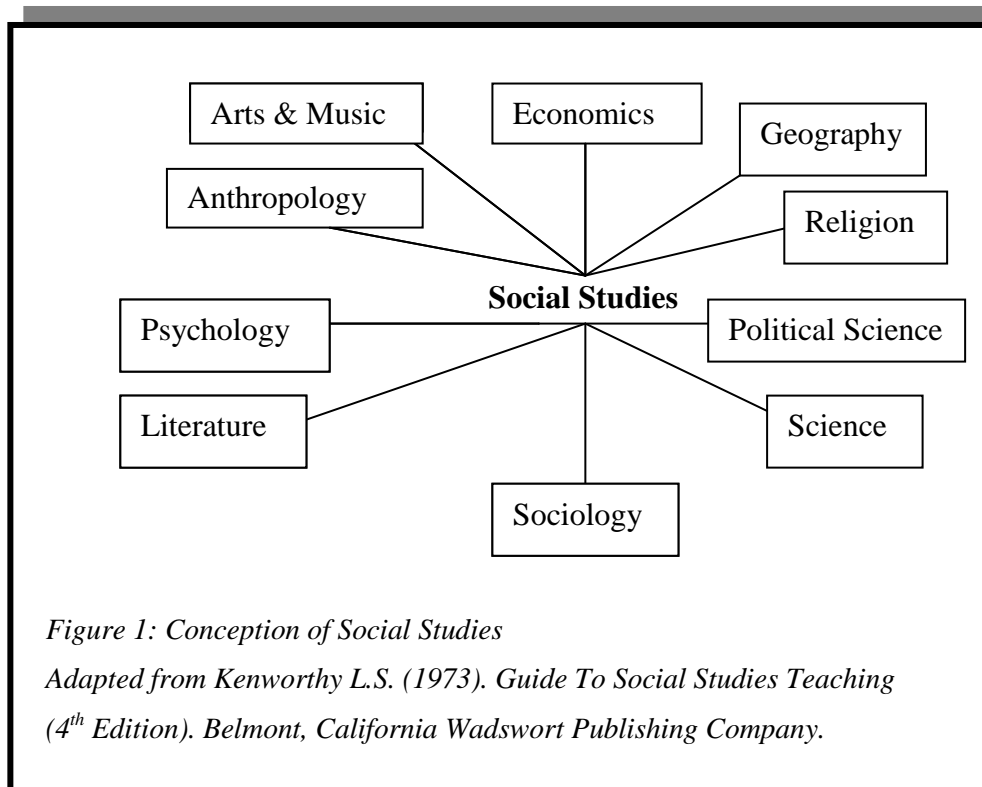 Arts & Music
Economics
Geography
Anthropology
Religion
Social Studies
Psychology
Political Science
Literature
Science
Sociology
Figure 1: Conception of Social Studies
Adapted from Kenworthy L.S. (1973). Guide To Social Studies Teaching
(4th Edition). Belmont, California Wadswort Publishing Company.